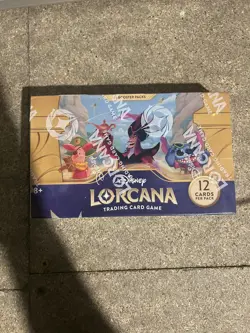 BOOSTER PACKS
Disney
LORCANA
TRADING CARD GAME
12
CARDS
PER PACK
8+